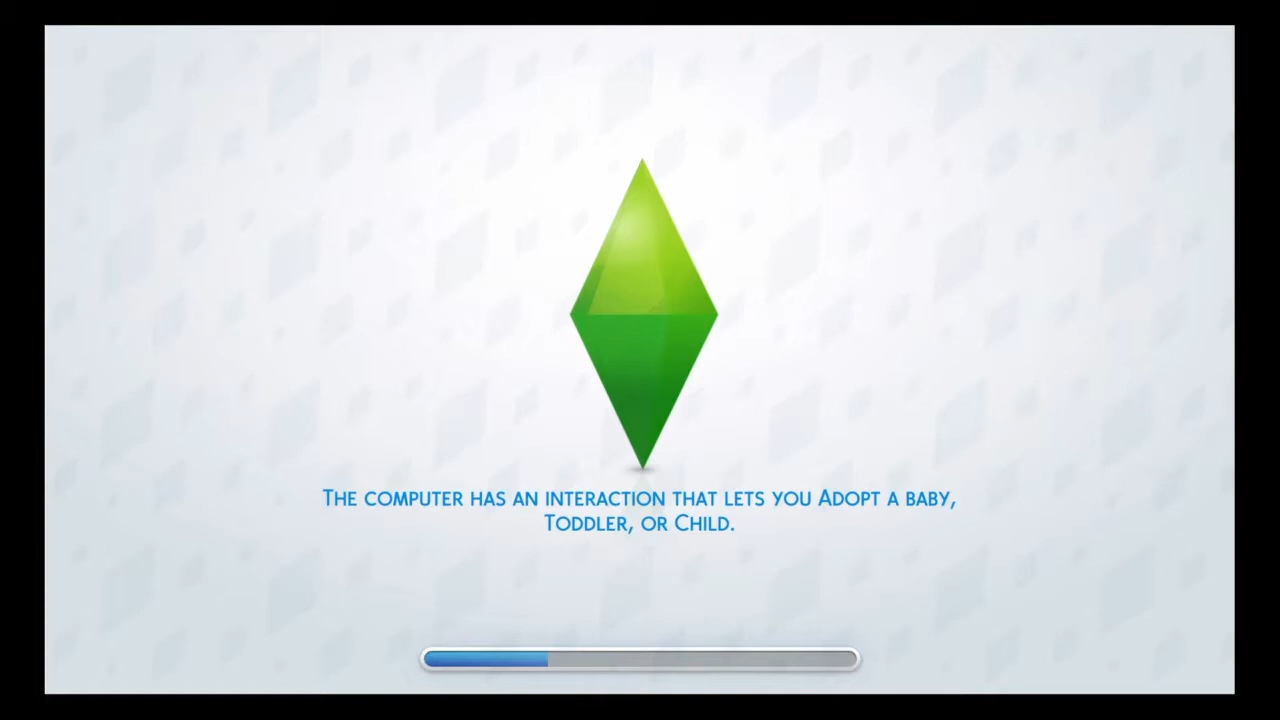 The computer has an interaction that lets you Adopt a baby,
Toddler, or Child.